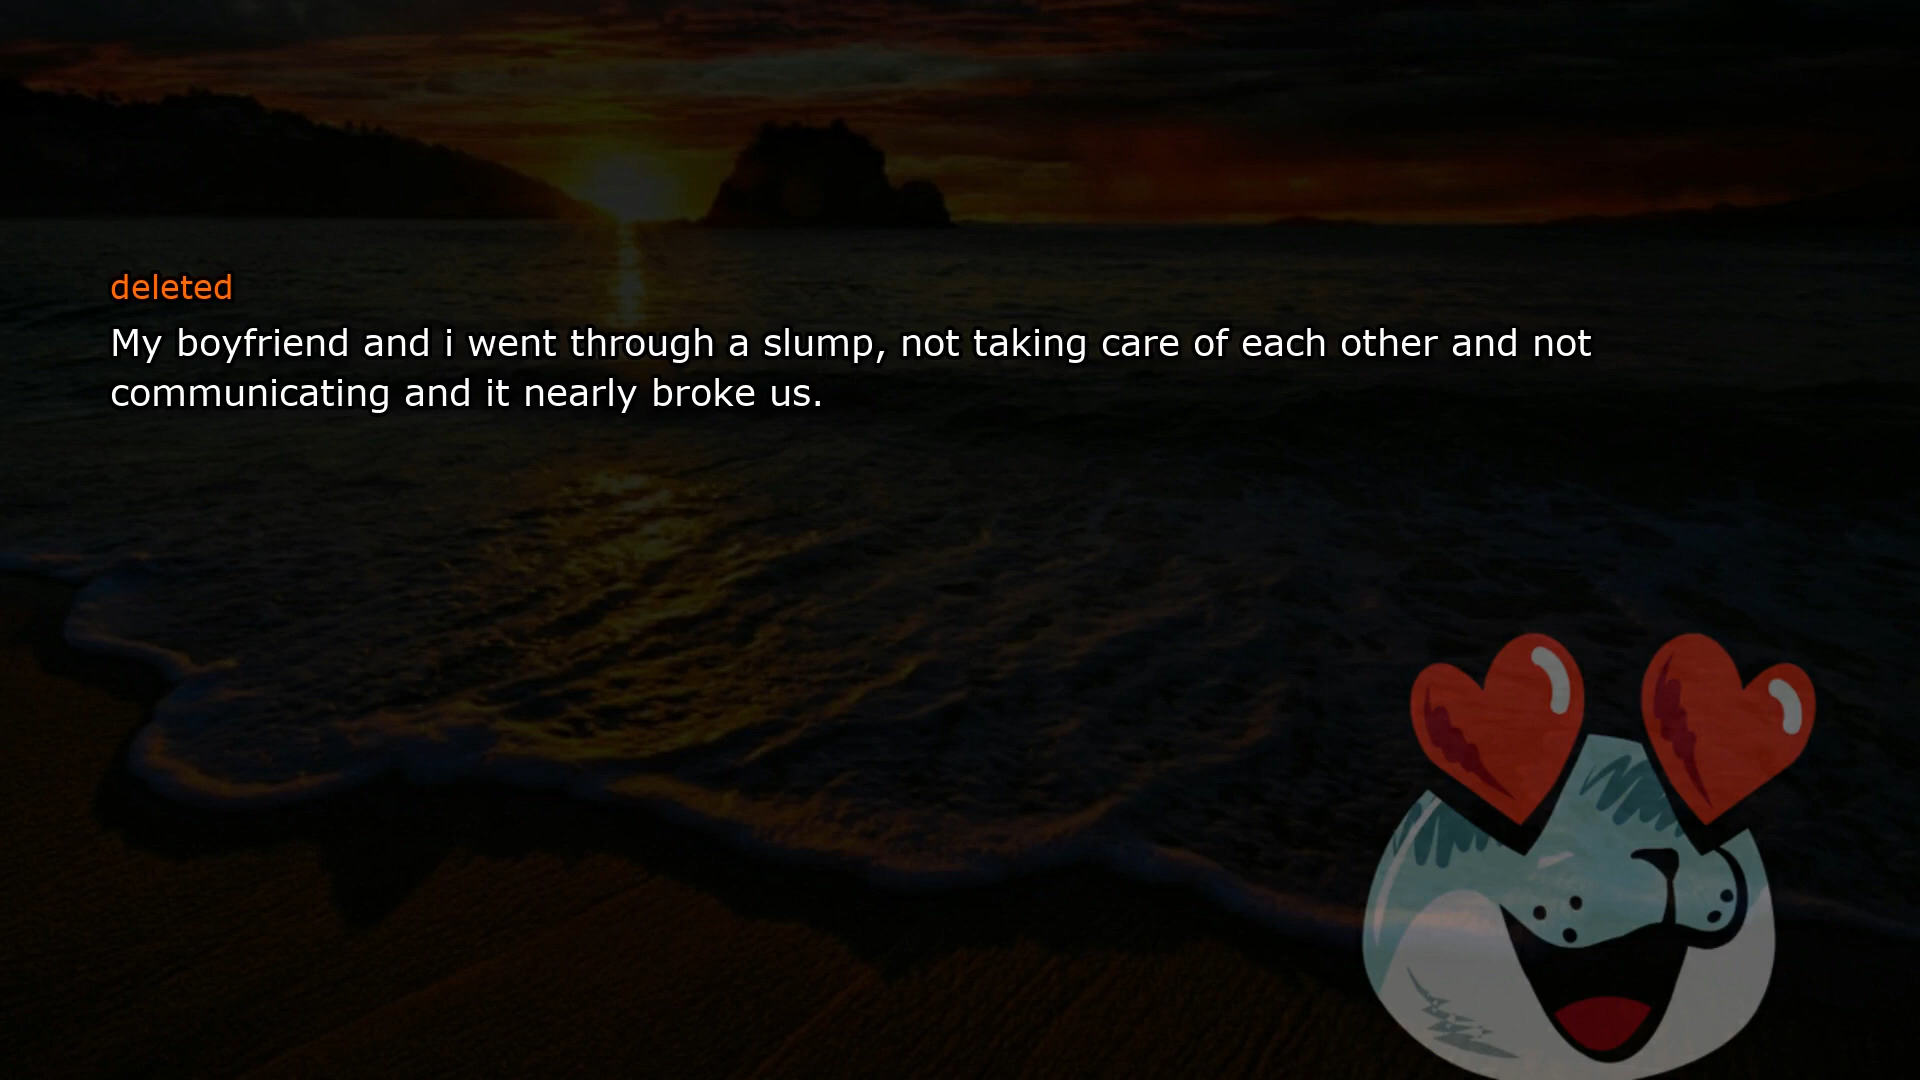 deleted
My boyfriend and i went through a slump, not taking care of each other and not
communicating and it nearly broke us.